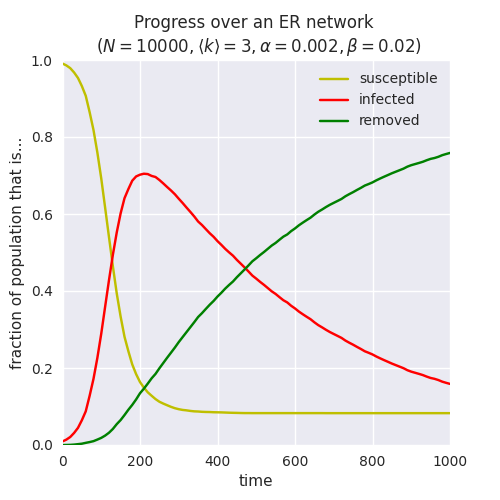 Progress over an ER network
(N = 10000, ⟨k⟩ = 3, α = 0.002, β = 0.02)
susceptible
infected
removed
fraction of population that is...
1.0
0.8
0.6
0.4
0.2
0.0
0 200 400 600 800 1000
time